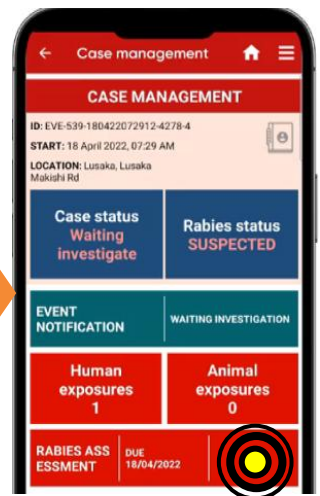 Case management
CASE MANAGEMENT
ID: EVE-539-180422072912-4278-4
START: 18 April 2022, 07:29 AM
LOCATION: Lusaka, Lusaka
Makishi Rd
Case status
Waiting
investigate
Rabies status
SUSPECTED
EVENT
NOTIFICATION
WAITING INVESTIGATION
Human
exposures
1
Animal
exposures
0
RABIES ASS
ESSMENT
DUE
18/04/2022